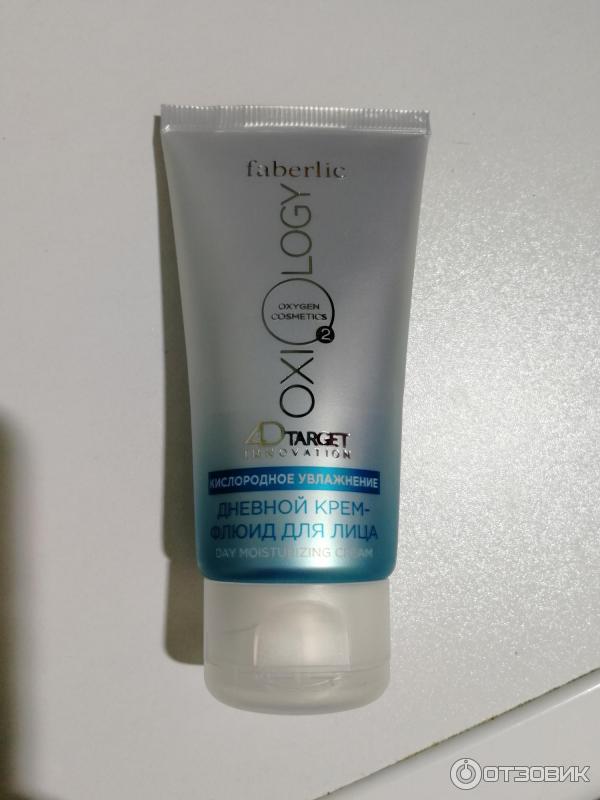 faberlic
OXIOLOGY
OXYGEN
COSMETICS
2
4D TARGET
INNOVATION
КИСЛОРОДНОЕ УВЛАЖНЕНИЕ
ДНЕВНОЙ КРЕМ-
ФЛЮИД ДЛЯ ЛИЦА
DAY MOISTURIZING CREAM
ОТЗОВИК